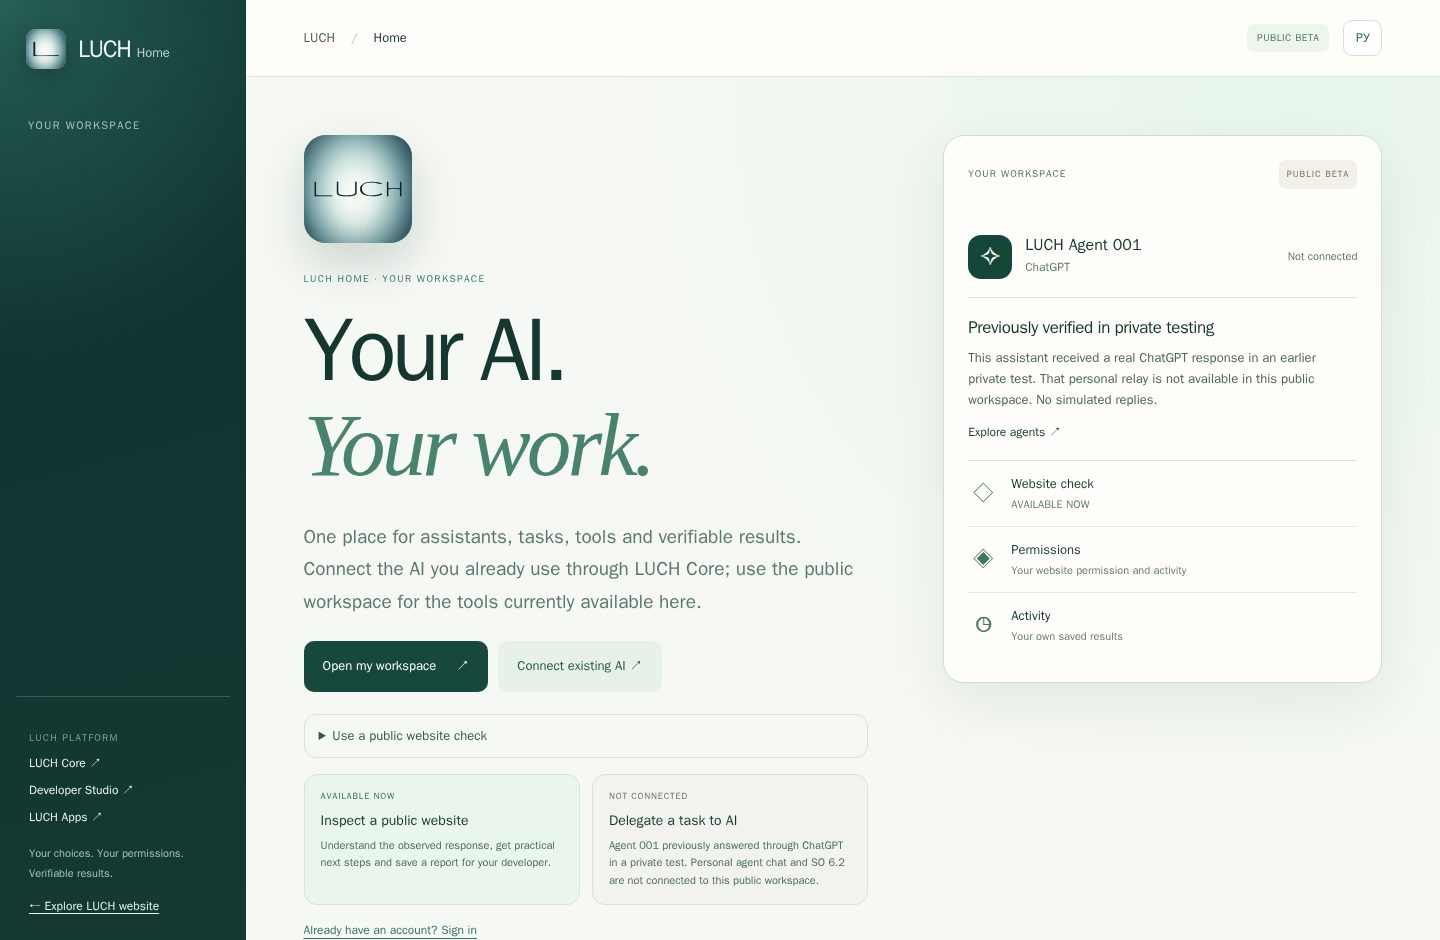 LUCH Home
YOUR WORKSPACE
LUCH PLATFORM
LUCH Core ↗
Developer Studio ↗
LUCH Apps ↗
Your choices. Your permissions.
Verifiable results.
← Explore LUCH website
LUCH / Home
PUBLIC BETA
РУ
LUCH
LUCH HOME · YOUR WORKSPACE
Your AI.
Your work.
One place for assistants, tasks, tools and verifiable results.
Connect the AI you already use through LUCH Core; use the public
workspace for the tools currently available here.
Open my workspace ↗
Connect existing AI ↗
▶ Use a public website check
AVAILABLE NOW
Inspect a public website
Understand the observed response, get practical
next steps and save a report for your developer.
NOT CONNECTED
Delegate a task to AI
Agent 001 previously answered through ChatGPT
in a private test. Personal agent chat and SO 6.2
are not connected to this public workspace.
Already have an account? Sign in
YOUR WORKSPACE
PUBLIC BETA
LUCH Agent 001
ChatGPT
Not connected
Previously verified in private testing
This assistant received a real ChatGPT response in an earlier
private test. That personal relay is not available in this public
workspace. No simulated replies.
Explore agents ↗
Website check
AVAILABLE NOW
Permissions
Your website permission and activity
Activity
Your own saved results